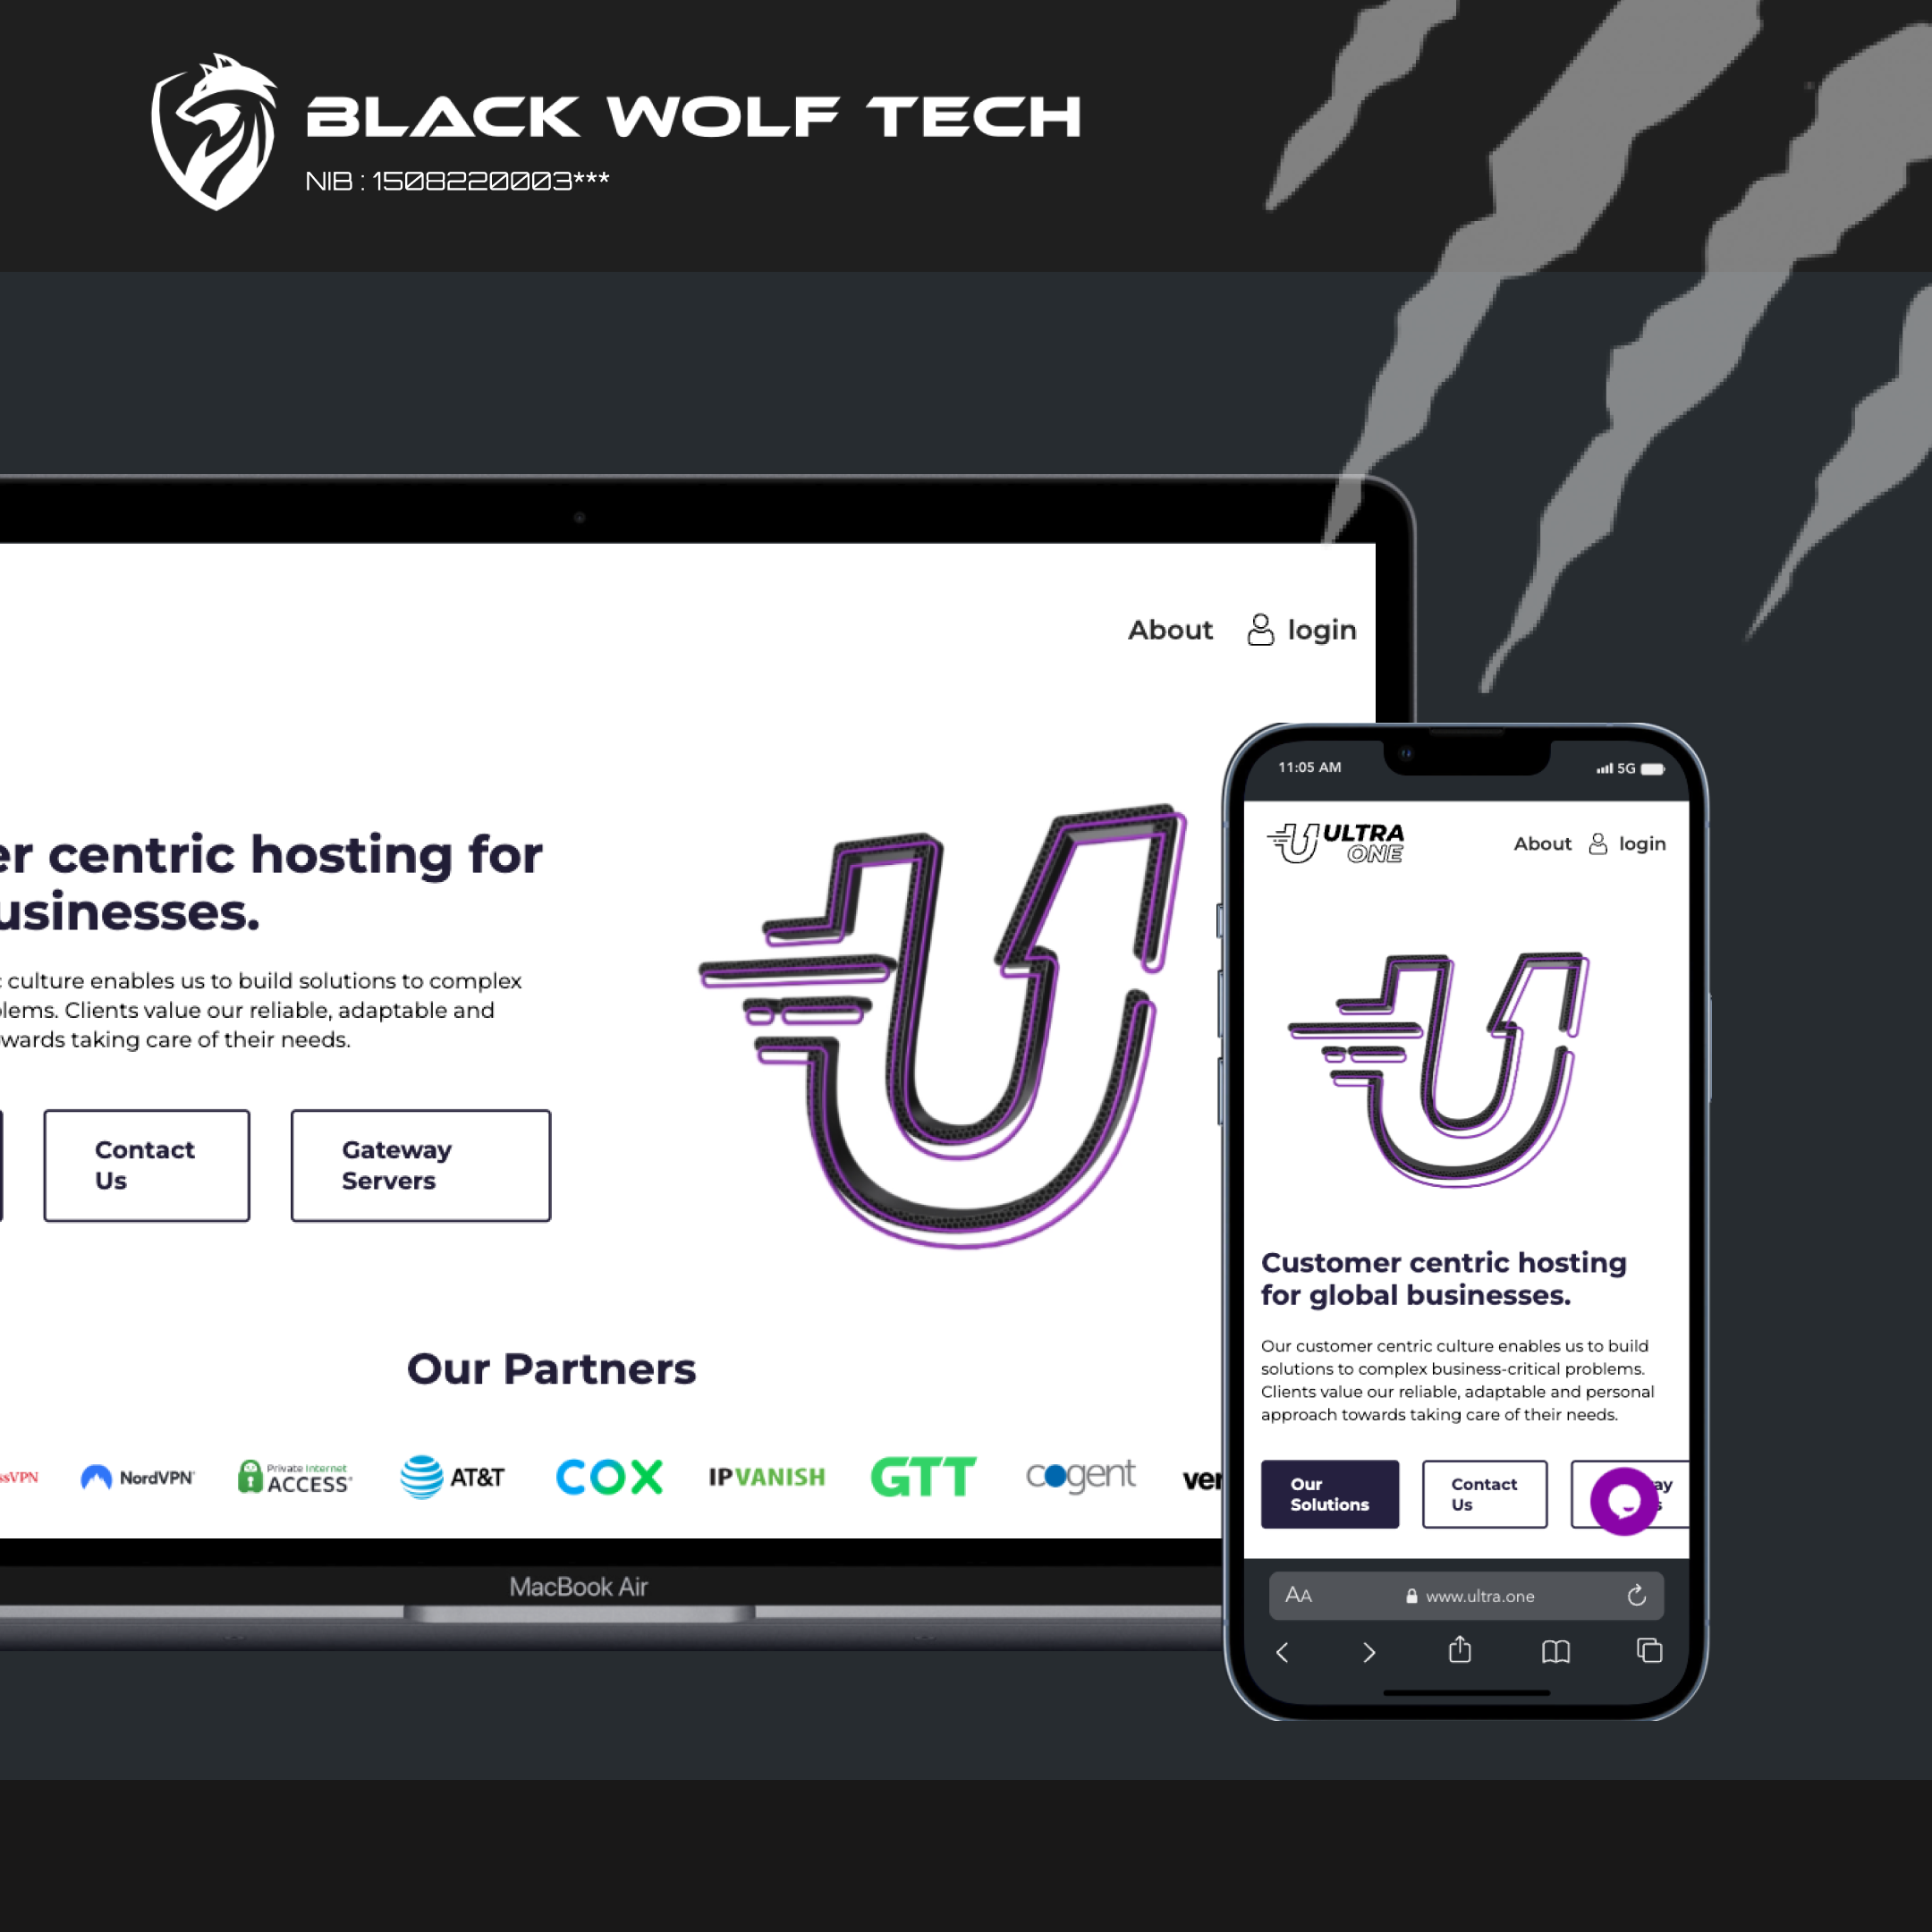 BLACK WOLF TECH
NIB : 1508220003***
About login
er centric hosting for
usinesses.
culture enables us to build solutions to complex
lems. Clients value our reliable, adaptable and
wards taking care of their needs.
Contact
Us
Gateway
Servers
Our Partners
ssVPN NordVPN Private Internet ACCESS AT&T COX IPVANISH GTT cogent ver
MacBook Air
11:05 AM 5G
ULTRA
ONE
About login
Customer centric hosting
for global businesses.
Our customer centric culture enables us to build
solutions to complex business-critical problems.
Clients value our reliable, adaptable and personal
approach towards taking care of their needs.
Our
Solutions
Contact
Us
ay
s
AA www.ultra.one